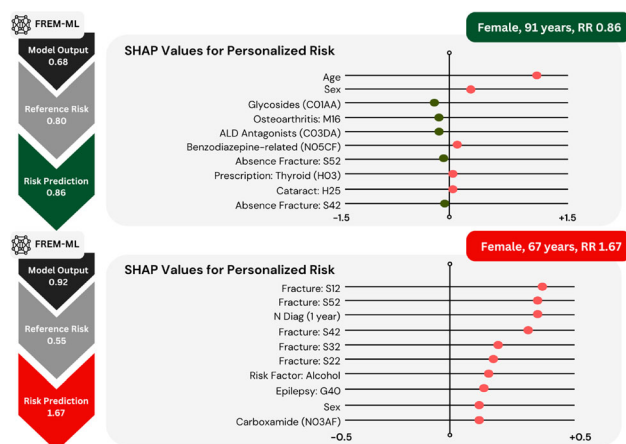 FREM-ML
Model Output
0.68
Reference Risk
0.80
Risk Prediction
0.86
Female, 91 years, RR 0.86
SHAP Values for Personalized Risk
Age
Sex
Glycosides (C01AA)
Osteoarthritis: M16
ALD Antagonists (C03DA)
Benzodiazepine-related (N05CF)
Absence Fracture: S52
Prescription: Thyroid (H03)
Cataract: H25
Absence Fracture: S42
-1.5
0
+1.5
FREM-ML
Model Output
0.92
Reference Risk
0.55
Risk Prediction
1.67
Female, 67 years, RR 1.67
SHAP Values for Personalized Risk
Fracture: S12
Fracture: S52
N Diag (1 year)
Fracture: S42
Fracture: S32
Fracture: S22
Risk Factor: Alcohol
Epilepsy: G40
Sex
Carboxamide (N03AF)
-0.5
0
+0.5